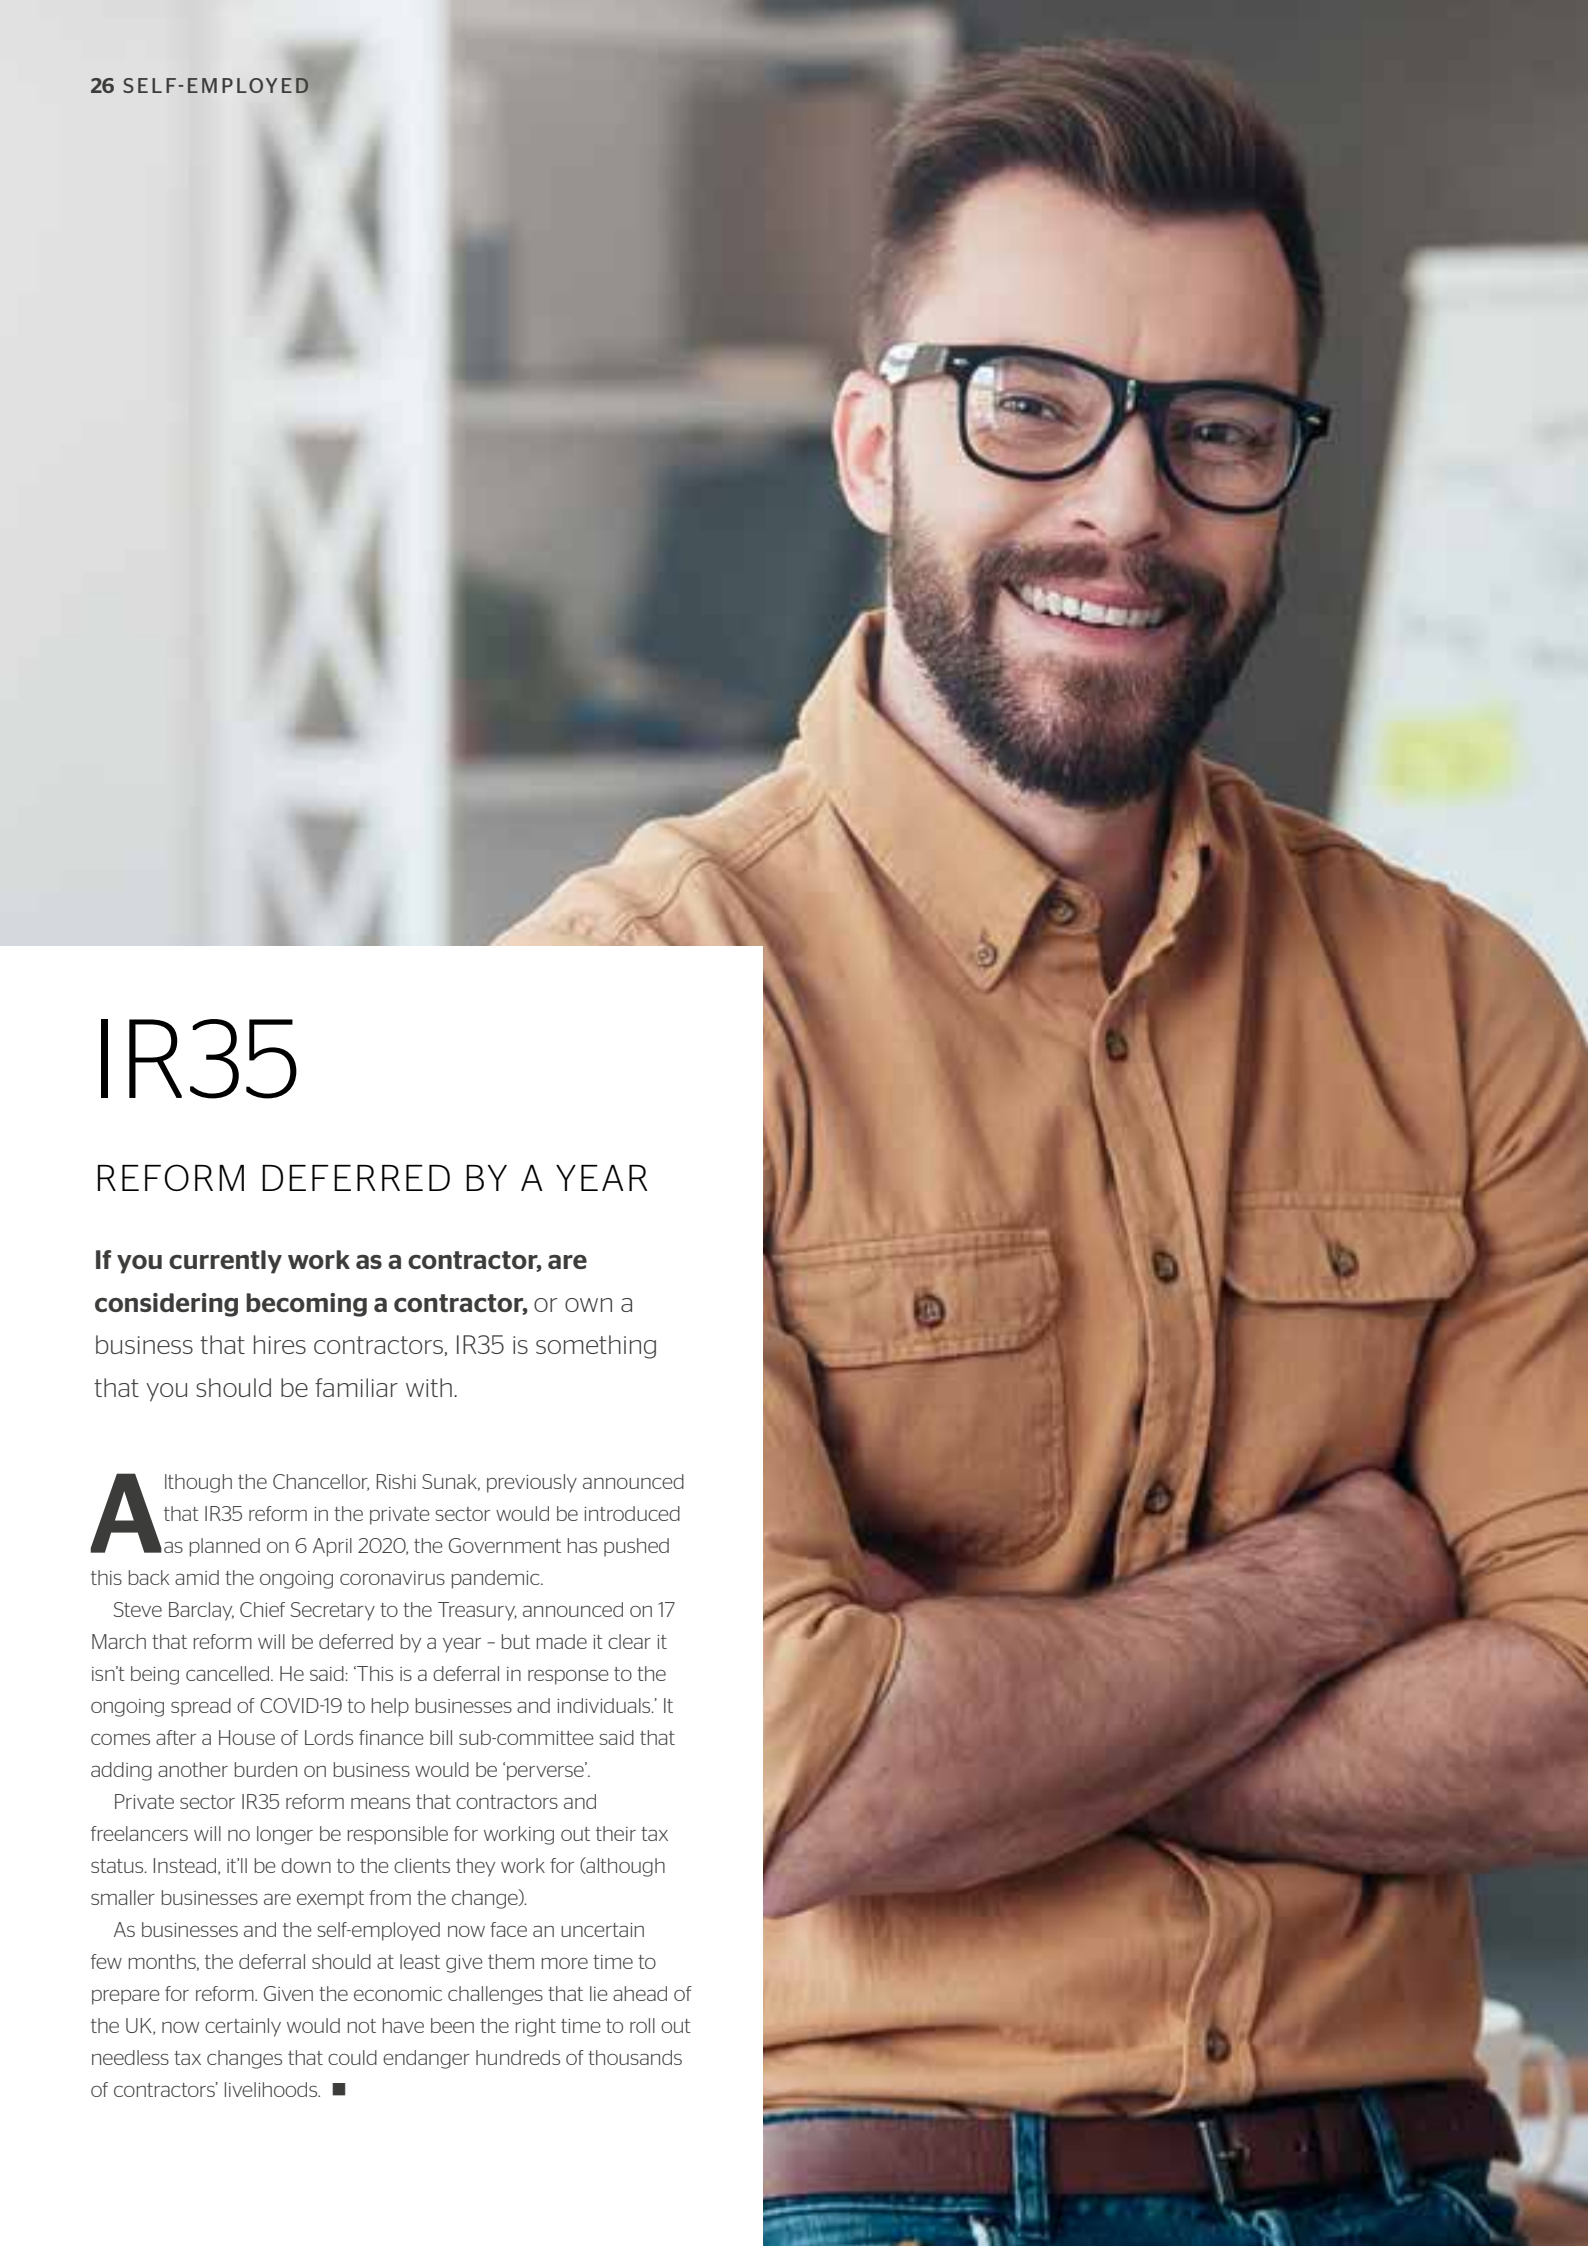 26 SELF-EMPLOYED
IR35
REFORM DEFERRED BY A YEAR
If you currently work as a contractor, are
considering becoming a contractor, or own a
business that hires contractors, IR35 is something
that you should be familiar with.
Although the Chancellor, Rishi Sunak, previously announced
that IR35 reform in the private sector would be introduced
as planned on 6 April 2020, the Government has pushed
this back amid the ongoing coronavirus pandemic.
Steve Barclay, Chief Secretary to the Treasury, announced on 17
March that reform will be deferred by a year – but made it clear it
isn't being cancelled. He said: 'This is a deferral in response to the
ongoing spread of COVID-19 to help businesses and individuals.' It
comes after a House of Lords finance bill sub-committee said that
adding another burden on business would be 'perverse'.
Private sector IR35 reform means that contractors and
freelancers will no longer be responsible for working out their tax
status. Instead, it'll be down to the clients they work for (although
smaller businesses are exempt from the change).
As businesses and the self-employed now face an uncertain
few months, the deferral should at least give them more time to
prepare for reform. Given the economic challenges that lie ahead of
the UK, now certainly would not have been the right time to roll out
needless tax changes that could endanger hundreds of thousands
of contractors' livelihoods. ■